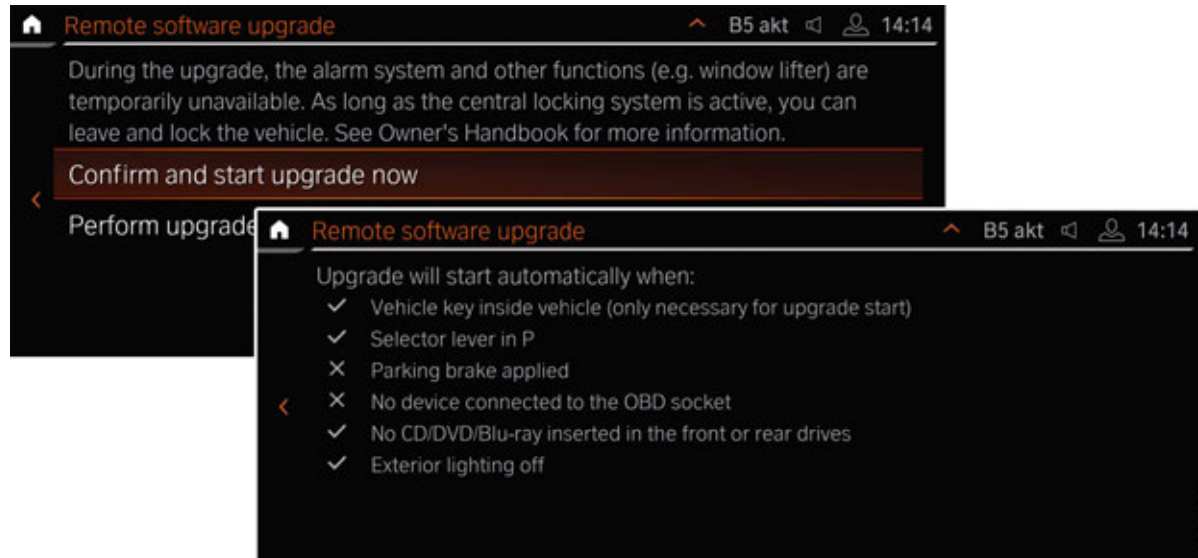 Remote software upgrade
B5 akt 14:14
During the upgrade, the alarm system and other functions (e.g. window lifter) are
temporarily unavailable. As long as the central locking system is active, you can
leave and lock the vehicle. See Owner's Handbook for more information.
Confirm and start upgrade now
Perform upgrade
Remote software upgrade
B5 akt 14:14
Upgrade will start automatically when:
Vehicle key inside vehicle (only necessary for upgrade start)
Selector lever in P
Parking brake applied
No device connected to the OBD socket
No CD/DVD/Blu-ray inserted in the front or rear drives
Exterior lighting off